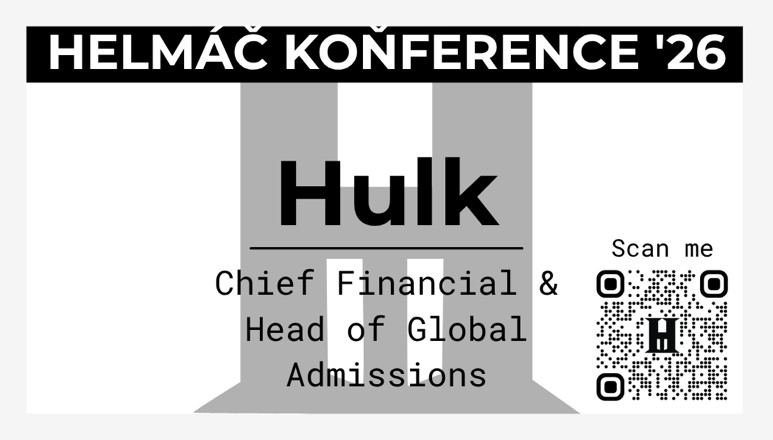 HELMÁČ KOŇFERENCE '26
Hulk
Chief Financial &
Head of Global
Admissions
Scan me
H